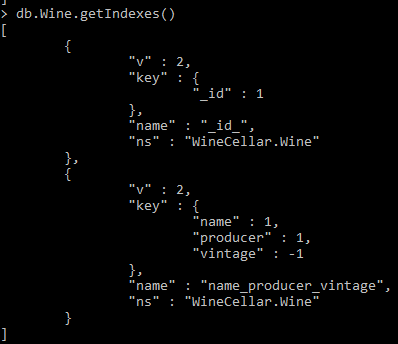 > db.Wine.getIndexes()
[
        {
                "v" : 2,
                "key" : {
                        "_id" : 1
                },
                "name" : "_id_",
                "ns" : "WineCellar.Wine"
        },
        {
                "v" : 2,
                "key" : {
                        "name" : 1,
                        "producer" : 1,
                        "vintage" : -1
                },
                "name" : "name_producer_vintage",
                "ns" : "WineCellar.Wine"
        }
]